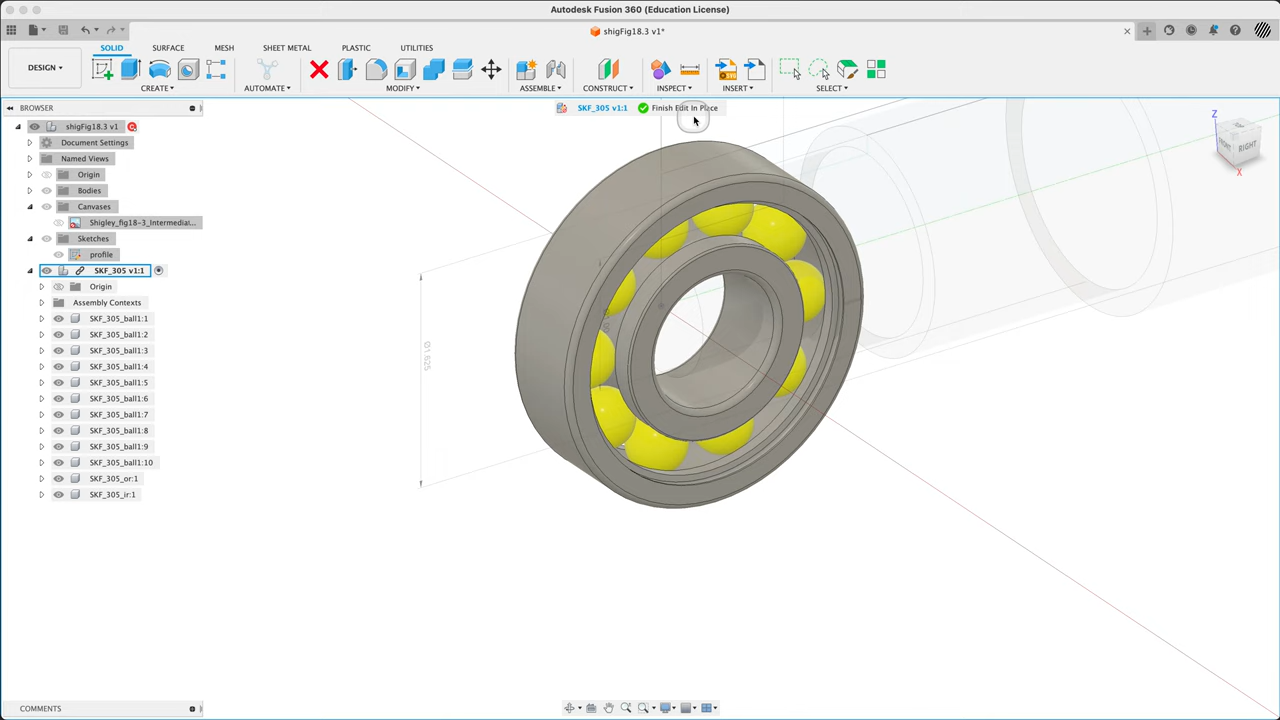 Autodesk Fusion 360 (Education License)
shigFig18.3 v1*
SOLID SURFACE MESH SHEET METAL PLASTIC UTILITIES
DESIGN
CREATE AUTOMATE MODIFY ASSEMBLE CONSTRUCT INSPECT INSERT SELECT
BROWSER
SKF_305 v1:1 Finish Edit In Place
shigFig18.3 v1
Document Settings
Named Views
Origin
Bodies
Canvases
Shigley_fig18-3_Intermediat...
Sketches
profile
SKF_305 v1:1
Origin
Assembly Contexts
SKF_305_ball1:1
SKF_305_ball1:2
SKF_305_ball1:3
SKF_305_ball1:4
SKF_305_ball1:5
SKF_305_ball1:6
SKF_305_ball1:7
SKF_305_ball1:8
SKF_305_ball1:9
SKF_305_ball1:10
SKF_305_or:1
SKF_305_ir:1
Z
FRONT RIGHT
X
Ø1.625
COMMENTS